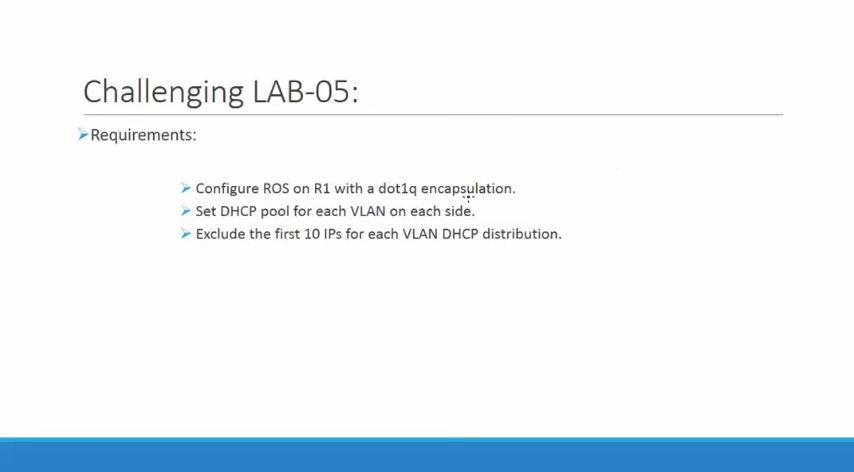 Challenging LAB-05:
Requirements:
Configure ROS on R1 with a dot1q encapsulation.
Set DHCP pool for each VLAN on each side.
Exclude the first 10 IPs for each VLAN DHCP distribution.